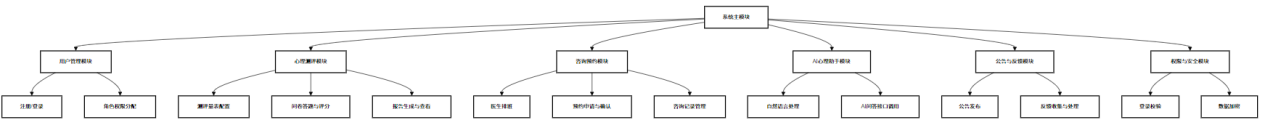 系统主模块
用户管理模块
心理测评模块
咨询预约模块
AI心理助手模块
公告与反馈模块
权限与安全模块
注册/登录
角色权限分配
测评量表配置
问卷答题与评分
报告生成与查看
医生排班
预约申请与确认
咨询记录管理
自然语言处理
AI问答接口调用
公告发布
反馈收集与处理
登录校验
数据加密